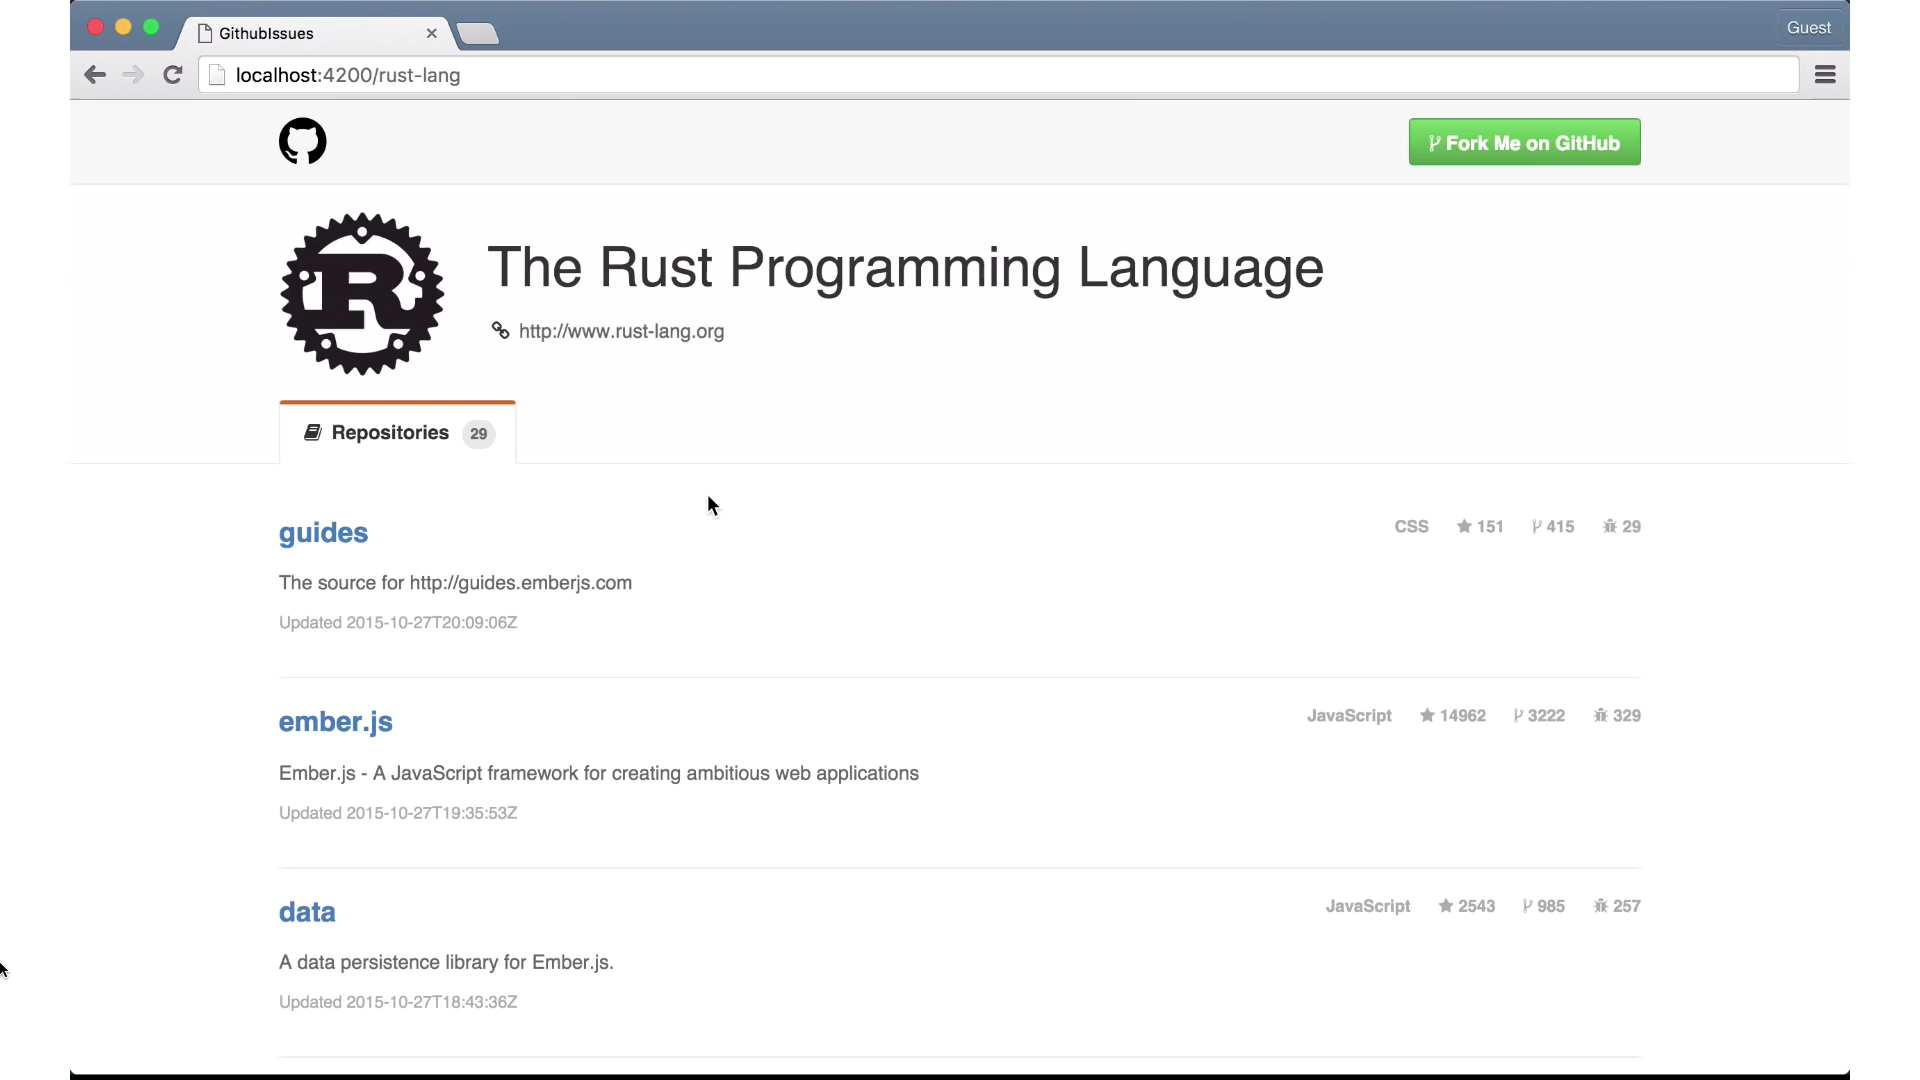 GithubIssues
Guest
localhost:4200/rust-lang
Fork Me on GitHub
The Rust Programming Language
http://www.rust-lang.org
Repositories 29
guides
CSS 151 415 29
The source for http://guides.emberjs.com
Updated 2015-10-27T20:09:06Z
ember.js
JavaScript 14962 3222 329
Ember.js - A JavaScript framework for creating ambitious web applications
Updated 2015-10-27T19:35:53Z
data
JavaScript 2543 985 257
A data persistence library for Ember.js.
Updated 2015-10-27T18:43:36Z